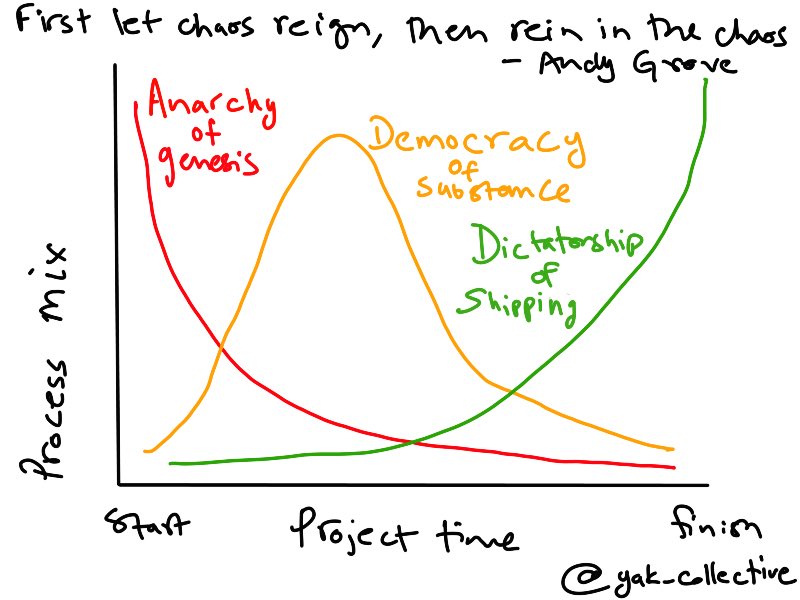 First let chaos reign, then rein in the chaos
- Andy Grove
Anarchy
of
genesis
Democracy
of
substance
Dictatorship
of
Shipping
Process mix
Start
Project time
finish
@yak_collective